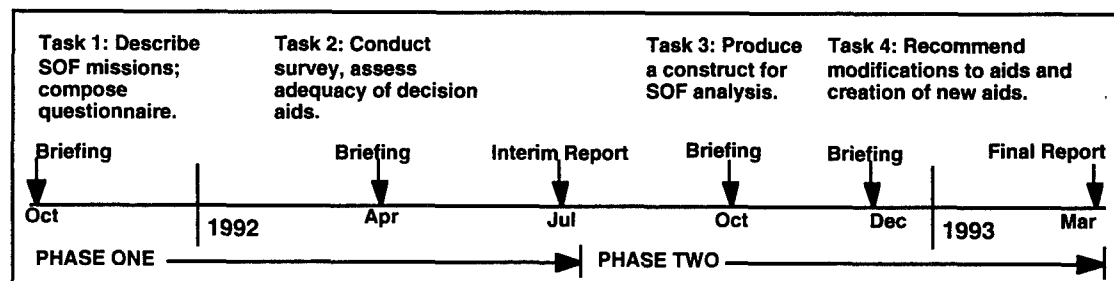 Task 1: Describe
SOF missions;
compose
questionnaire.
Task 2: Conduct
survey, assess
adequacy of decision
aids.
Task 3: Produce
a construct for
SOF analysis.
Task 4: Recommend
modifications to aids and
creation of new aids.
Briefing
Briefing
Interim Report
Briefing
Briefing
Final Report
Oct
1992
Apr
Jul
Oct
Dec
1993
Mar
PHASE ONE
PHASE TWO